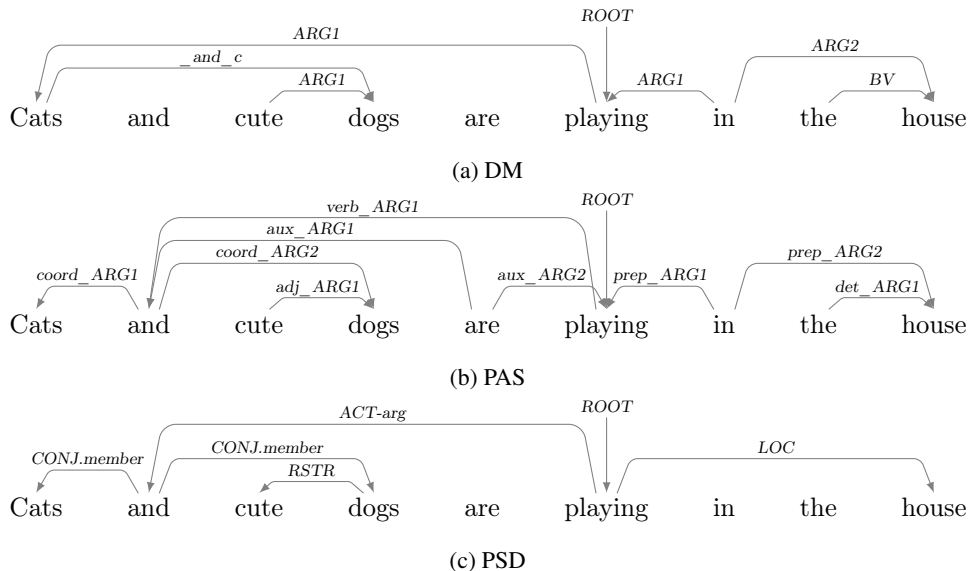 ROOT
ARG1
ARG2
_and_c
ARG1 ARG1 BV
Cats and cute dogs are playing in the house
(a) DM
ROOT
verb_ARG1
aux_ARG1
coord_ARG2 prep_ARG2
coord_ARG1 adj_ARG1 aux_ARG2 prep_ARG1 det_ARG1
Cats and cute dogs are playing in the house
(b) PAS
ROOT
ACT-arg
CONJ.member CONJ.member LOC
RSTR
Cats and cute dogs are playing in the house
(c) PSD